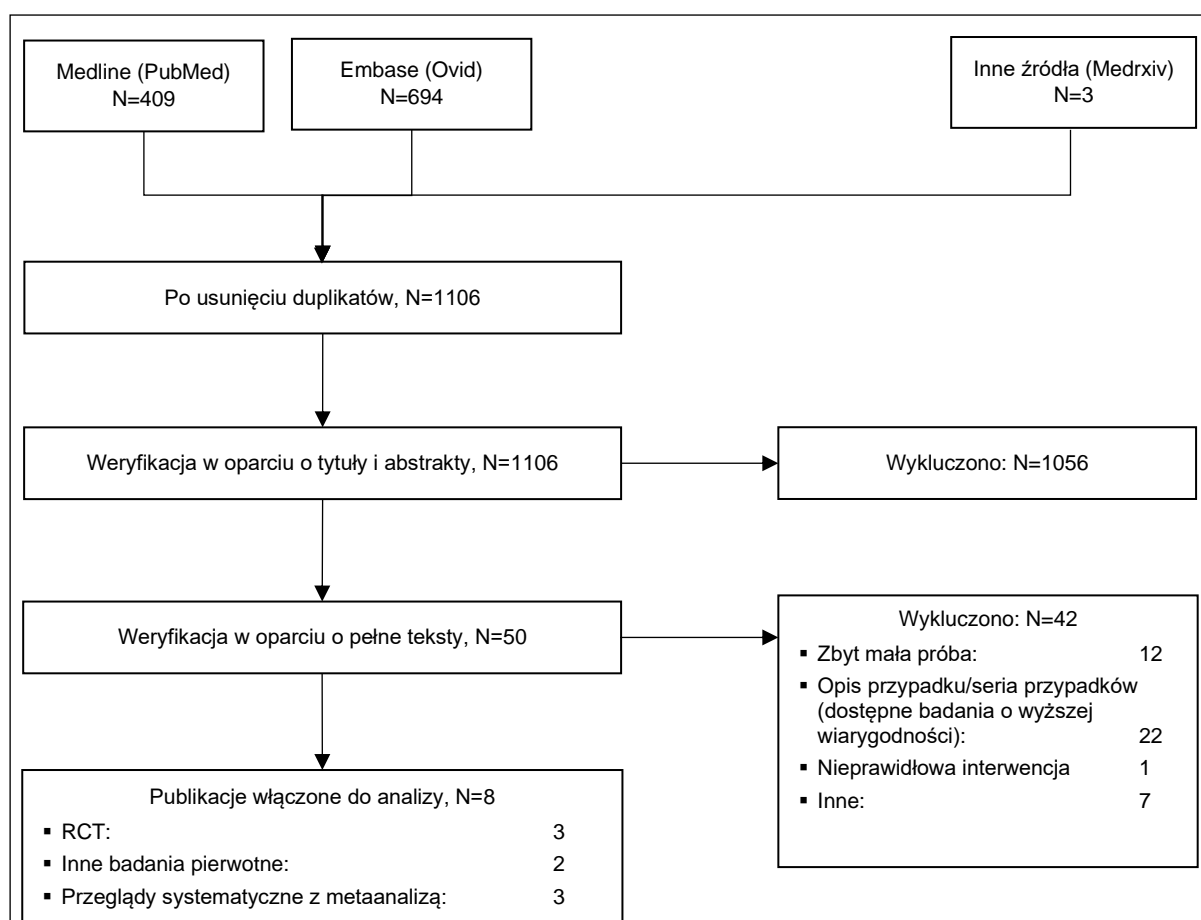 Medline (PubMed)
N=409
Embase (Ovid)
N=694
Inne źródła (Medrxiv)
N=3
Po usunięciu duplikatów, N=1106
Weryfikacja w oparciu o tytuły i abstrakty, N=1106
Wykluczono: N=1056
Weryfikacja w oparciu o pełne teksty, N=50
Wykluczono: N=42
▪ Zbyt mała próba: 12
▪ Opis przypadku/seria przypadków
(dostępne badania o wyższej
wiarygodności): 22
▪ Nieprawidłowa interwencja 1
▪ Inne: 7
Publikacje włączone do analizy, N=8
▪ RCT: 3
▪ Inne badania pierwotne: 2
▪ Przeglądy systematyczne z metaanalizą: 3